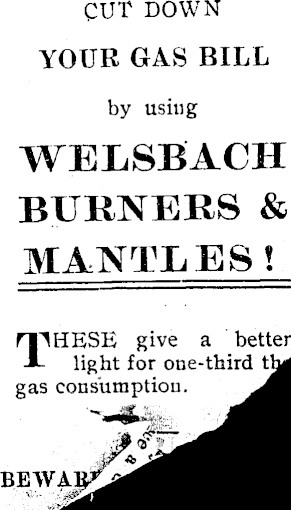 CUT DOWN
YOUR GAS BILL
by using
WELSBACH
BURNERS &
MANTLES!
THESE give a better
light for one-third
gas consumption.